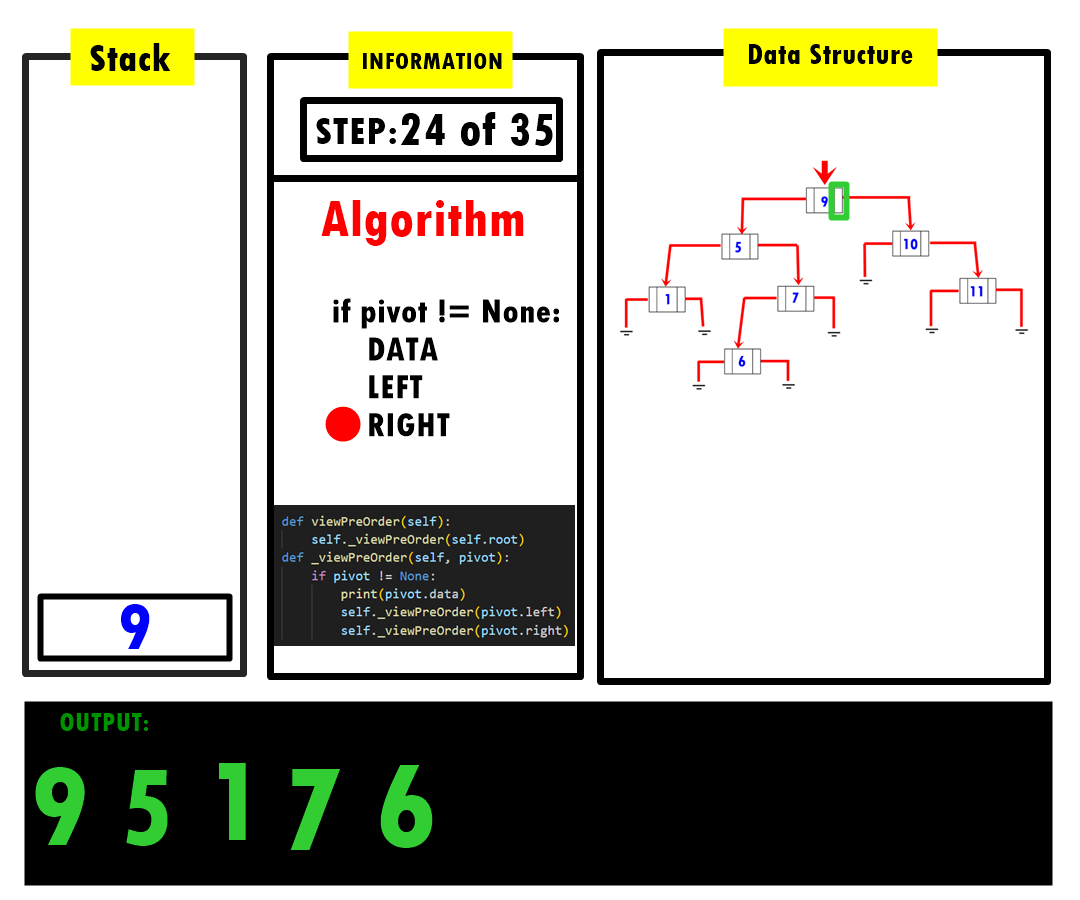 Stack
9
INFORMATION
STEP:24 of 35
Algorithm
if pivot != None:
DATA
LEFT
RIGHT
def viewPreOrder(self):
self._viewPreOrder(self.root)
def _viewPreOrder(self, pivot):
if pivot != None:
print(pivot.data)
self._viewPreOrder(pivot.left)
self._viewPreOrder(pivot.right)
Data Structure
9
5
10
1
7
11
6
OUTPUT:
9 5 1 7 6